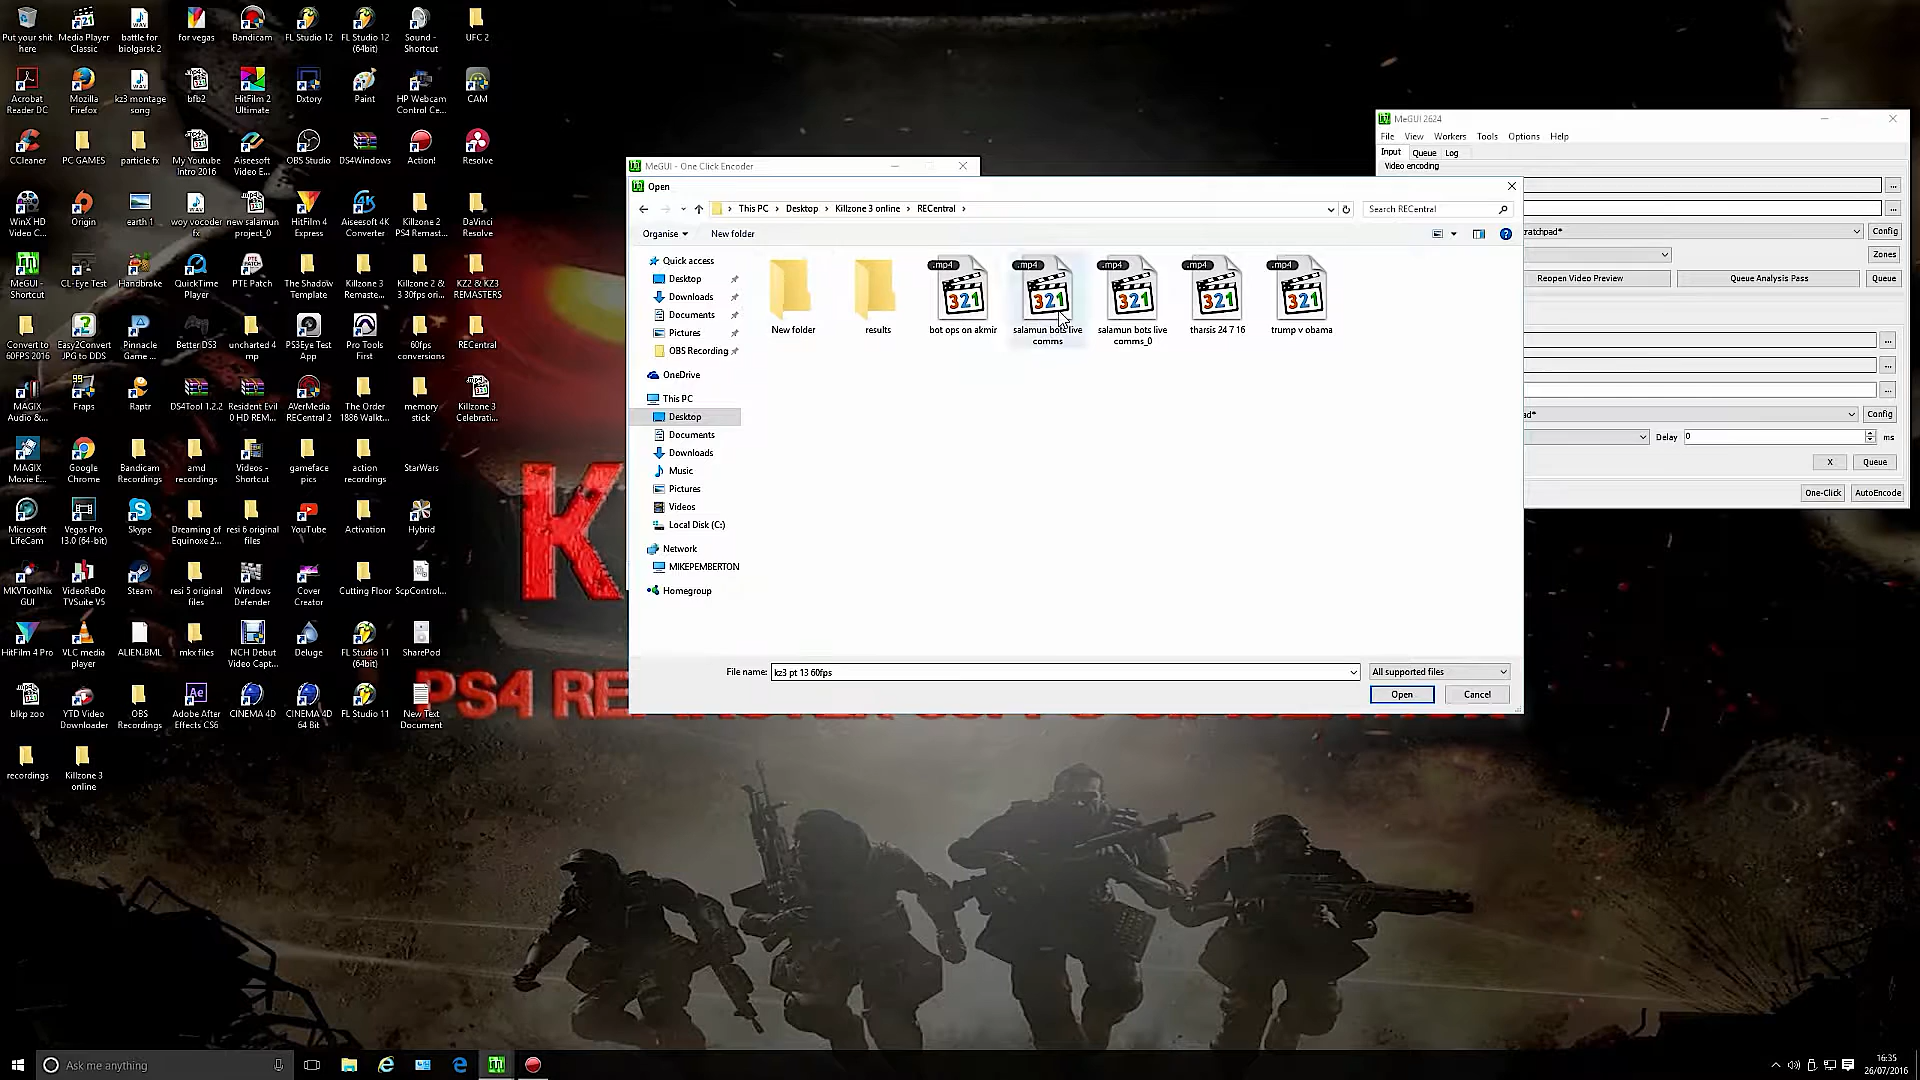 Put your shit here
Media Player Classic
battle for biolgarsk 2
for vegas
Bandicam
FL Studio 12
FL Studio 12 (64bit)
Sound - Shortcut
UFC 2
Acrobat Reader DC
Mozilla Firefox
kz3 montage song
bfb2
HitFilm 2 Ultimate
Dxtory
Paint
HP Webcam Control Ce...
CAM
CCleaner
PC GAMES
particle fx
My Youtube Intro 2016
Aiseesoft Video E...
OBS Studio
DS4Windows
Action!
Resolve
WinX HD Video C...
Origin
earth 1
woy vocoder fx
new salamun project_0
HitFilm 4 Express
Aiseesoft 4K Converter
Killzone 2 PS4 Remast...
DaVinci Resolve
MeGUI - Shortcut
CL-Eye Test
Handbrake
QuickTime Player
PTE Patch
The Shadow Template
Killzone 3 Remaste...
Killzone 2 & 3 30fps ori...
KZ2 & KZ3 REMASTERS
Convert to 60FPS 2016
Easy2Convert JPG to DDS
Pinnacle Game ...
Better DS3
uncharted 4 mp
PS3Eye Test App
Pro Tools First
60fps conversions
RECentral
MAGIX Audio &...
Fraps
Raptr
DS4Tool 1.2.2
Resident Evil 0 HD REM...
AVerMedia RECentral 2
The Order 1886 Walkt...
memory stick
Killzone 3 Celebrati...
MAGIX Movie E...
Google Chrome
Bandicam Recordings
amd recordings
Videos - Shortcut
gameface pics
action recordings
StarWars
Microsoft LifeCam
Vegas Pro 13.0 (64-bit)
Skype
Dreaming of Equinoxe 2...
resi 6 original files
YouTube
Activation
Hybrid
MKVToolNix GUI
VideoReDo TVSuite V5
Steam
resi 5 original files
Windows Defender
Cover Creator
Cutting Floor
ScpControl...
HitFilm 4 Pro
VLC media player
ALIEN.BML
mkx files
NCH Debut Video Capt...
Deluge
FL Studio 11 (64bit)
SharePod
blkp zoo
YTD Video Downloader
OBS Recordings
Adobe After Effects CS6
CINEMA 4D
CINEMA 4D 64 Bit
FL Studio 11
New Text Document
recordings
Killzone 3 online
K
PS4 RE
MeGUI - One Click Encoder
Open
This PC > Desktop > Killzone 3 online > RECentral >
Search RECentral
Organise
New folder
Quick access
Desktop
Downloads
Documents
Pictures
OBS Recording
OneDrive
This PC
Desktop
Documents
Downloads
Music
Pictures
Videos
Local Disk (C:)
Network
MIKEPEMBERTON
Homegroup
New folder
results
.mp4
321
bot ops on akmir
.mp4
321
salamun bots live comms
.mp4
321
salamun bots live comms_0
.mp4
321
tharsis 24 7 16
.mp4
321
trump v obama
File name:
kz3 pt 13 60fps
All supported files
Open
Cancel
MeGUI 2624
File View Workers Tools Options Help
Input Queue Log
Video encoding
...
...
ratchpad*
Config
Zones
Reopen Video Preview
Queue Analysis Pass
Queue
...
...
...
ad*
Config
Delay 0 ms
X
Queue
One-Click
AutoEncode
Ask me anything
16:35
26/07/2016